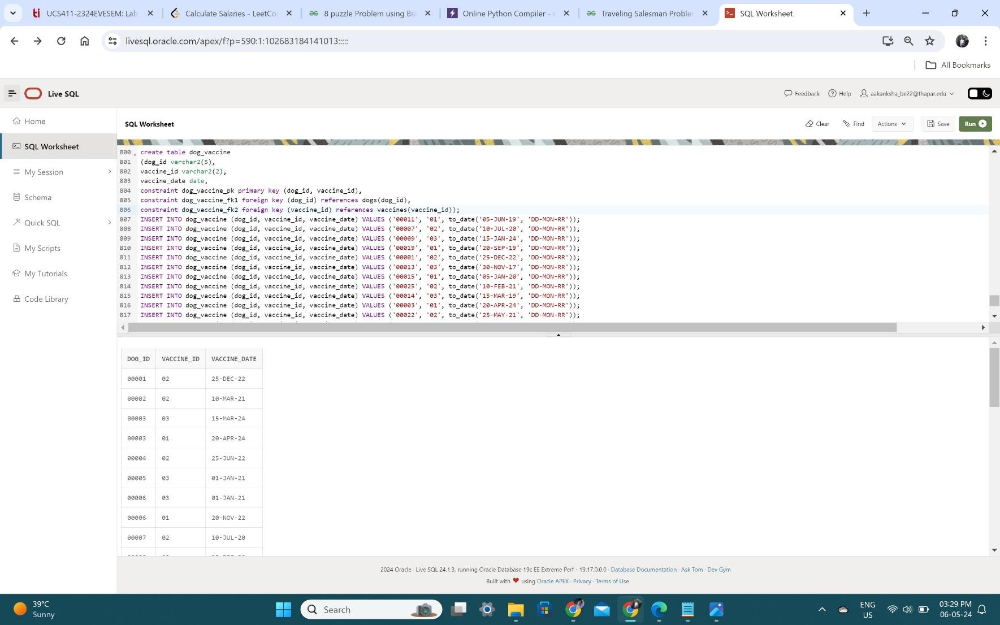 UCS411-2324EVESEM: Lab
Calculate Salaries - LeetCo
8 puzzle Problem using Bra
Online Python Compiler -
Traveling Salesman Problem
SQL Worksheet
livesql.oracle.com/apex/f?p=590:1:102683184141013:::::
All Bookmarks
Live SQL
Feedback
Help
aakanksha_be22@thapar.edu
Home
SQL Worksheet
My Session
Schema
Quick SQL
My Scripts
My Tutorials
Code Library
SQL Worksheet
Clear
Find
Actions
Save
Run
800 create table dog_vaccine
801 (dog_id varchar2(5),
802 vaccine_id varchar2(2),
803 vaccine_date date,
804 constraint dog_vaccine_pk primary key (dog_id, vaccine_id),
805 constraint dog_vaccine_fk1 foreign key (dog_id) references dogs(dog_id),
806 constraint dog_vaccine_fk2 foreign key (vaccine_id) references vaccines(vaccine_id));
807 INSERT INTO dog_vaccine (dog_id, vaccine_id, vaccine_date) VALUES ('00011', '01', to_date('05-JUN-19', 'DD-MON-RR'));
808 INSERT INTO dog_vaccine (dog_id, vaccine_id, vaccine_date) VALUES ('00007', '02', to_date('10-JUL-20', 'DD-MON-RR'));
809 INSERT INTO dog_vaccine (dog_id, vaccine_id, vaccine_date) VALUES ('00009', '03', to_date('15-JAN-24', 'DD-MON-RR'));
810 INSERT INTO dog_vaccine (dog_id, vaccine_id, vaccine_date) VALUES ('00019', '01', to_date('20-SEP-19', 'DD-MON-RR'));
811 INSERT INTO dog_vaccine (dog_id, vaccine_id, vaccine_date) VALUES ('00001', '02', to_date('25-DEC-22', 'DD-MON-RR'));
812 INSERT INTO dog_vaccine (dog_id, vaccine_id, vaccine_date) VALUES ('00013', '03', to_date('30-NOV-17', 'DD-MON-RR'));
813 INSERT INTO dog_vaccine (dog_id, vaccine_id, vaccine_date) VALUES ('00015', '01', to_date('05-JAN-20', 'DD-MON-RR'));
814 INSERT INTO dog_vaccine (dog_id, vaccine_id, vaccine_date) VALUES ('00025', '02', to_date('10-FEB-21', 'DD-MON-RR'));
815 INSERT INTO dog_vaccine (dog_id, vaccine_id, vaccine_date) VALUES ('00014', '03', to_date('15-MAR-19', 'DD-MON-RR'));
816 INSERT INTO dog_vaccine (dog_id, vaccine_id, vaccine_date) VALUES ('00003', '01', to_date('20-APR-24', 'DD-MON-RR'));
817 INSERT INTO dog_vaccine (dog_id, vaccine_id, vaccine_date) VALUES ('00022', '02', to_date('25-MAY-21', 'DD-MON-RR'));
DOG_ID VACCINE_ID VACCINE_DATE
00001 02 25-DEC-22
00002 02 10-MAR-21
00003 03 15-MAR-24
00003 01 20-APR-24
00004 02 25-JUN-22
00005 03 01-JAN-21
00006 03 01-JAN-21
00006 01 20-NOV-22
00007 02 10-JUL-20
2024 Oracle · Live SQL 24.1.3, running Oracle Database 19c EE Extreme Perf - 19.17.0.0.0 · Database Documentation · Ask Tom · Dev Gym
Built with ♥ using Oracle APEX · Privacy · Terms of Use
39°C
Sunny
Search
ENG
US
03:29 PM
06-05-24